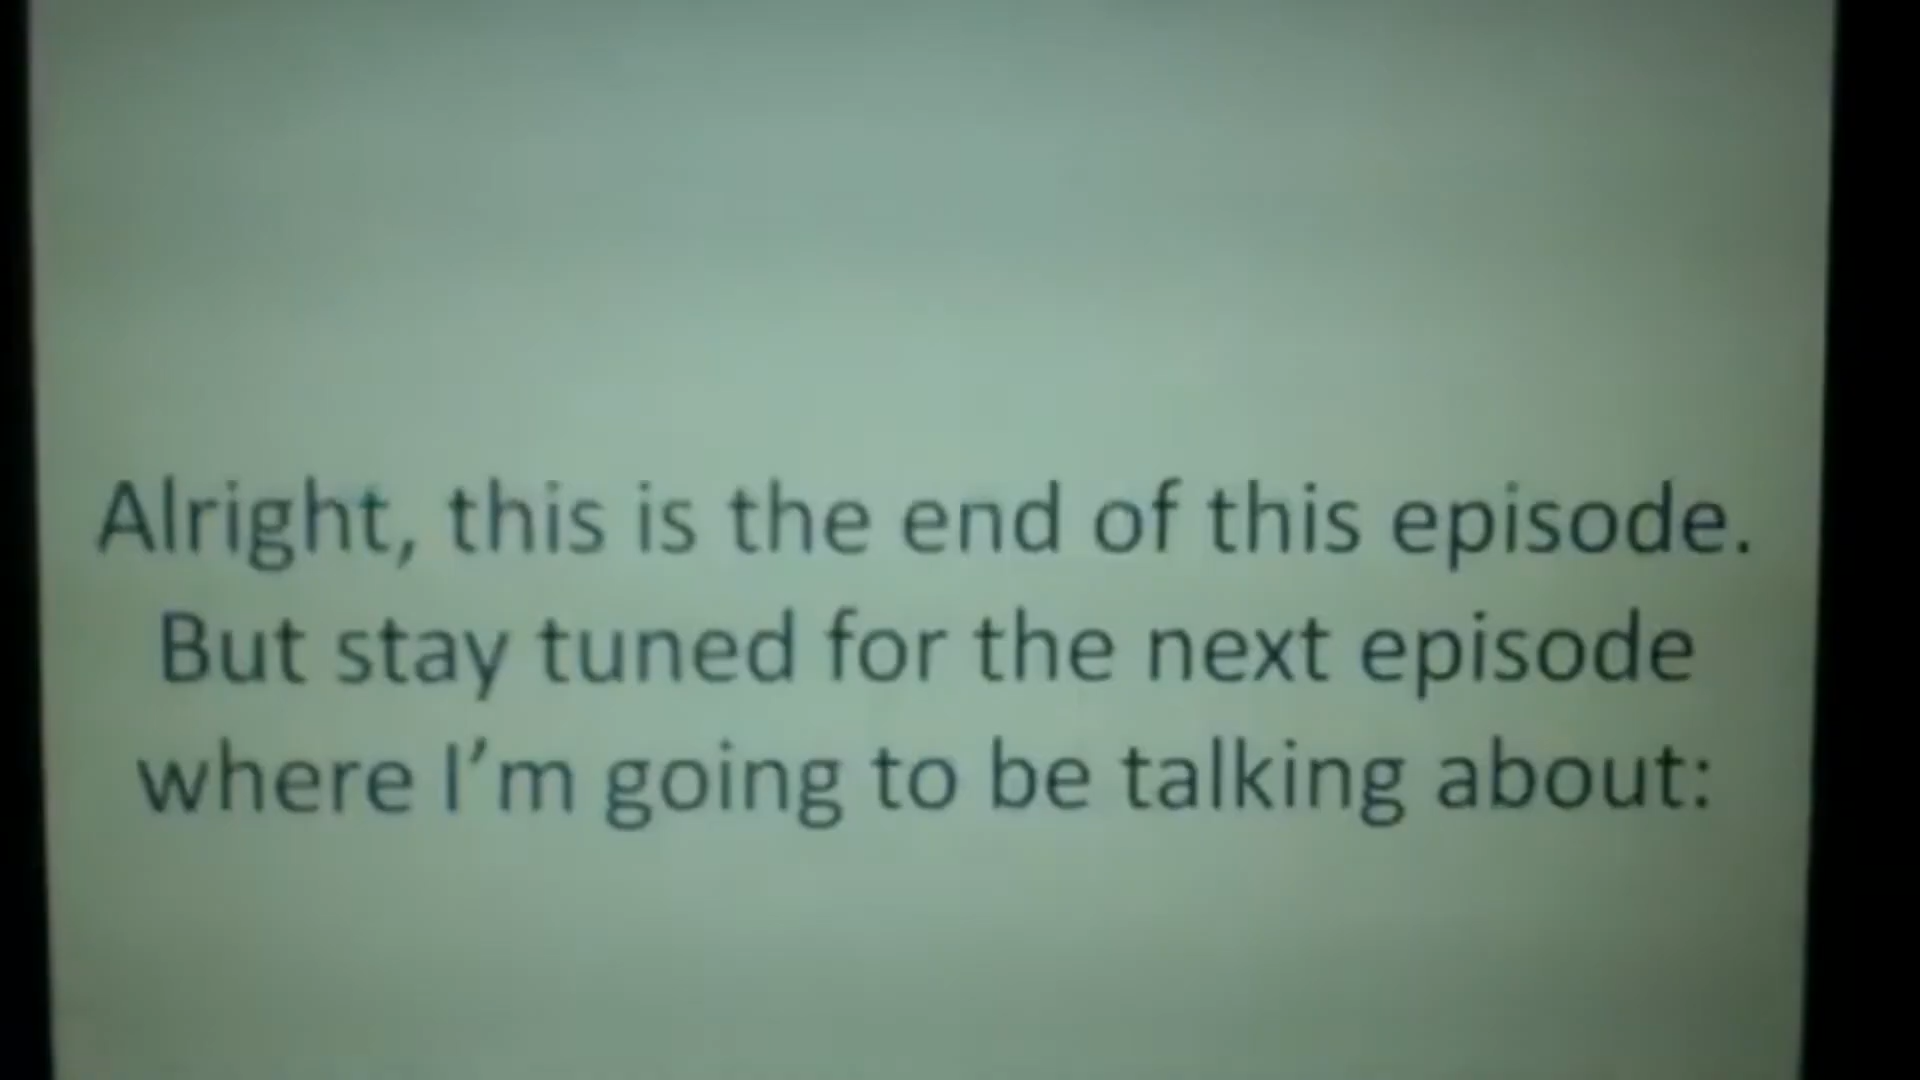 Alright, this is the end of this episode.
But stay tuned for the next episode
where I'm going to be talking about: